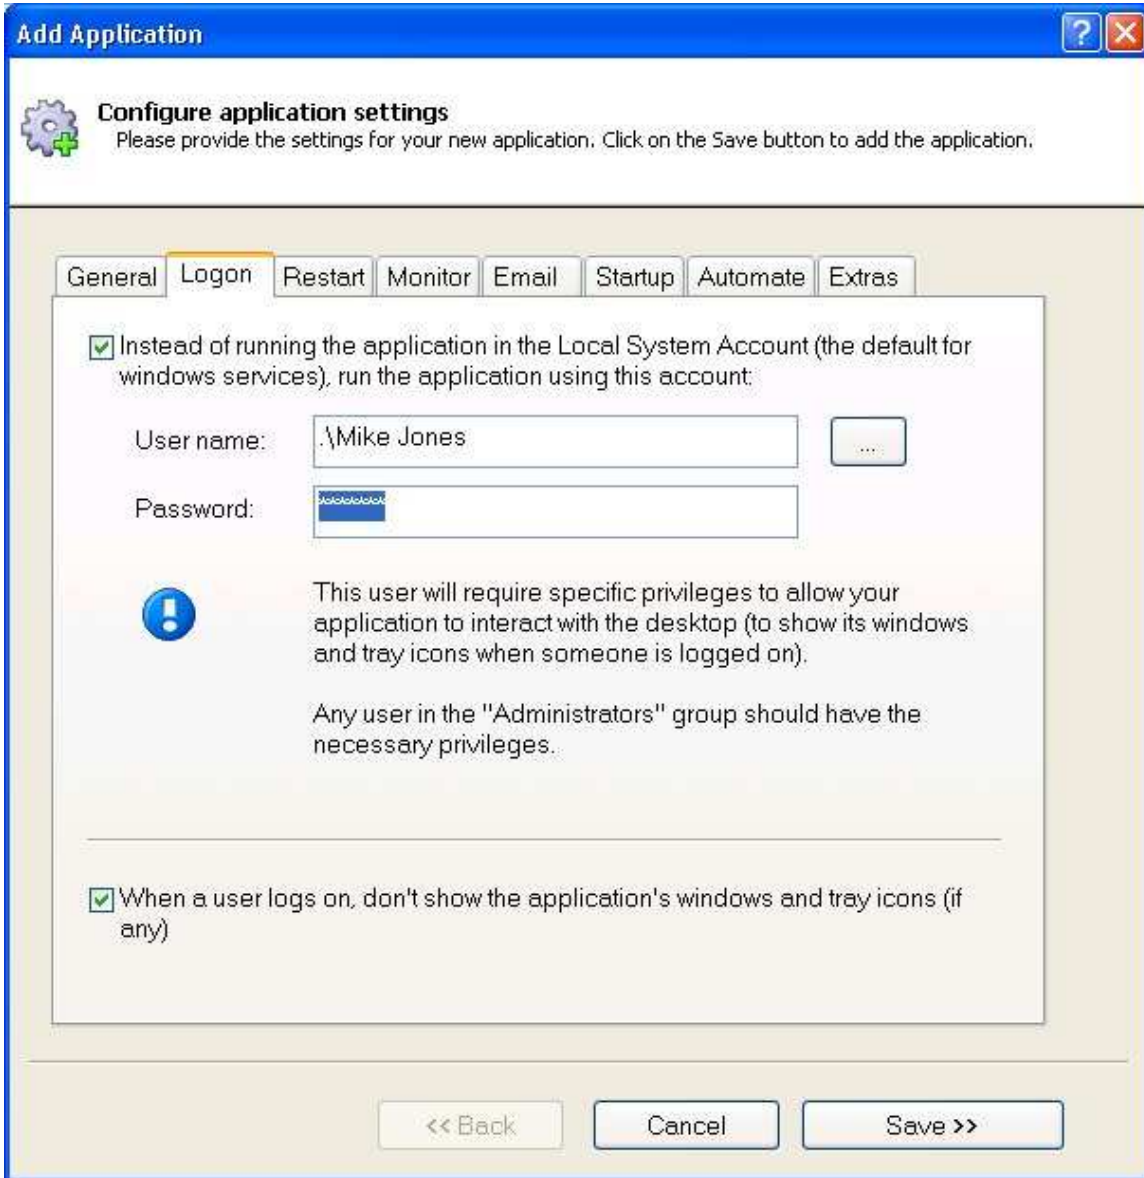 Add Application
Configure application settings
Please provide the settings for your new application. Click on the Save button to add the application.
General Logon Restart Monitor Email Startup Automate Extras
Instead of running the application in the Local System Account (the default for
windows services), run the application using this account:
User name: .\Mike Jones ...
Password: ********
This user will require specific privileges to allow your
application to interact with the desktop (to show its windows
and tray icons when someone is logged on).
Any user in the "Administrators" group should have the
necessary privileges.
When a user logs on, don't show the application's windows and tray icons (if
any)
<< Back Cancel Save >>